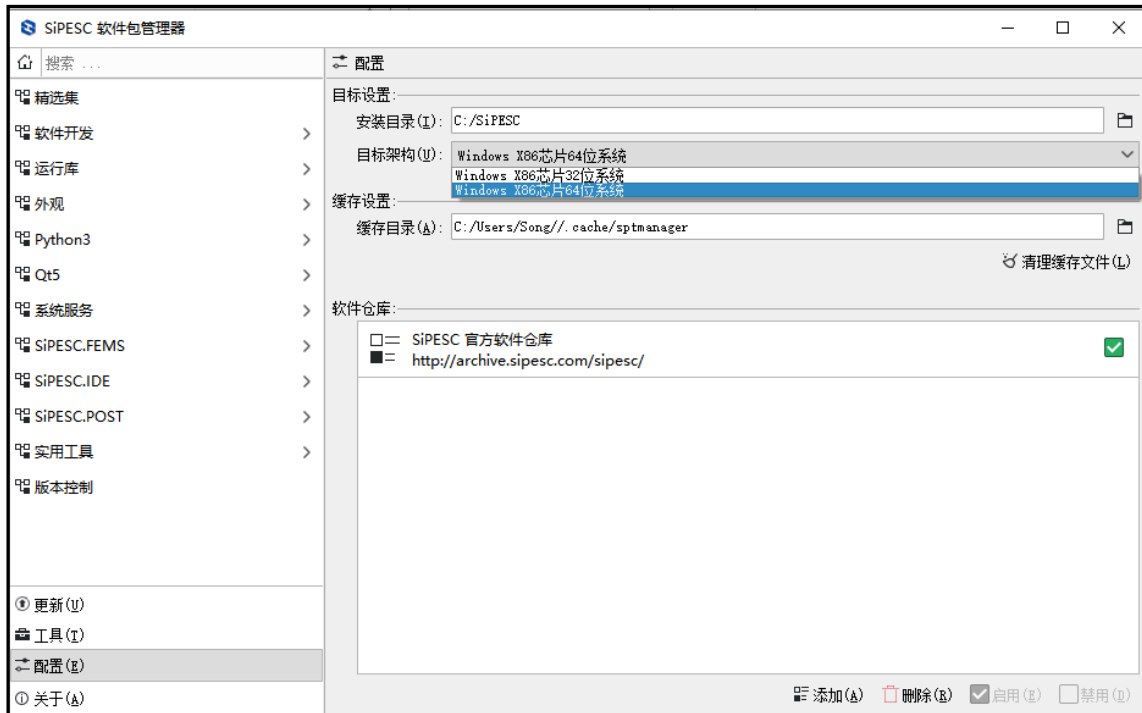 SiPESC 软件包管理器
搜索 ...
精选集
软件开发
运行库
外观
Python3
Qt5
系统服务
SiPESC.FEMS
SiPESC.IDE
SiPESC.POST
实用工具
版本控制
更新(U)
工具(T)
配置(E)
关于(A)
配置
目标设置:
安装目录(I): C:/SiPESC
目标架构(U): Windows X86芯片64位系统
Windows X86芯片32位系统
Windows X86芯片64位系统
缓存设置:
缓存目录(A): C:/Users/Song//.cache/sptmanager
清理缓存文件(L)
软件仓库:
SiPESC 官方软件仓库
http://archive.sipesc.com/sipesc/
添加(A) 删除(R) 启用(E) 禁用(D)